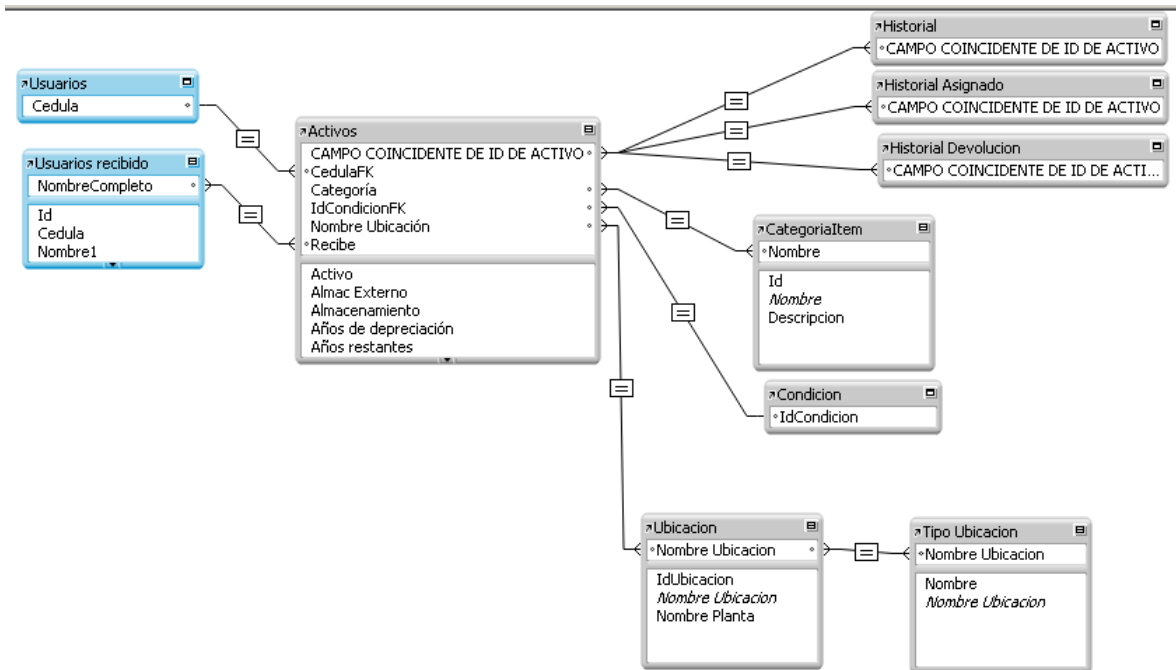 Usuarios
Cedula
Usuarios recibido
NombreCompleto
Id
Cedula
Nombre1
Activos
CAMPO COINCIDENTE DE ID DE ACTIVO
CedulaFK
Categoría
IdCondicionFK
Nombre Ubicación
Recibe
Activo
Almac Externo
Almacenamiento
Años de depreciación
Años restantes
Historial
CAMPO COINCIDENTE DE ID DE ACTIVO
Historial Asignado
CAMPO COINCIDENTE DE ID DE ACTIVO
Historial Devolucion
CAMPO COINCIDENTE DE ID DE ACTI...
CategoriaItem
Nombre
Id
Nombre
Descripcion
Condicion
IdCondicion
Ubicacion
Nombre Ubicacion
IdUbicacion
Nombre Ubicacion
Nombre Planta
Tipo Ubicacion
Nombre Ubicacion
Nombre
Nombre Ubicacion